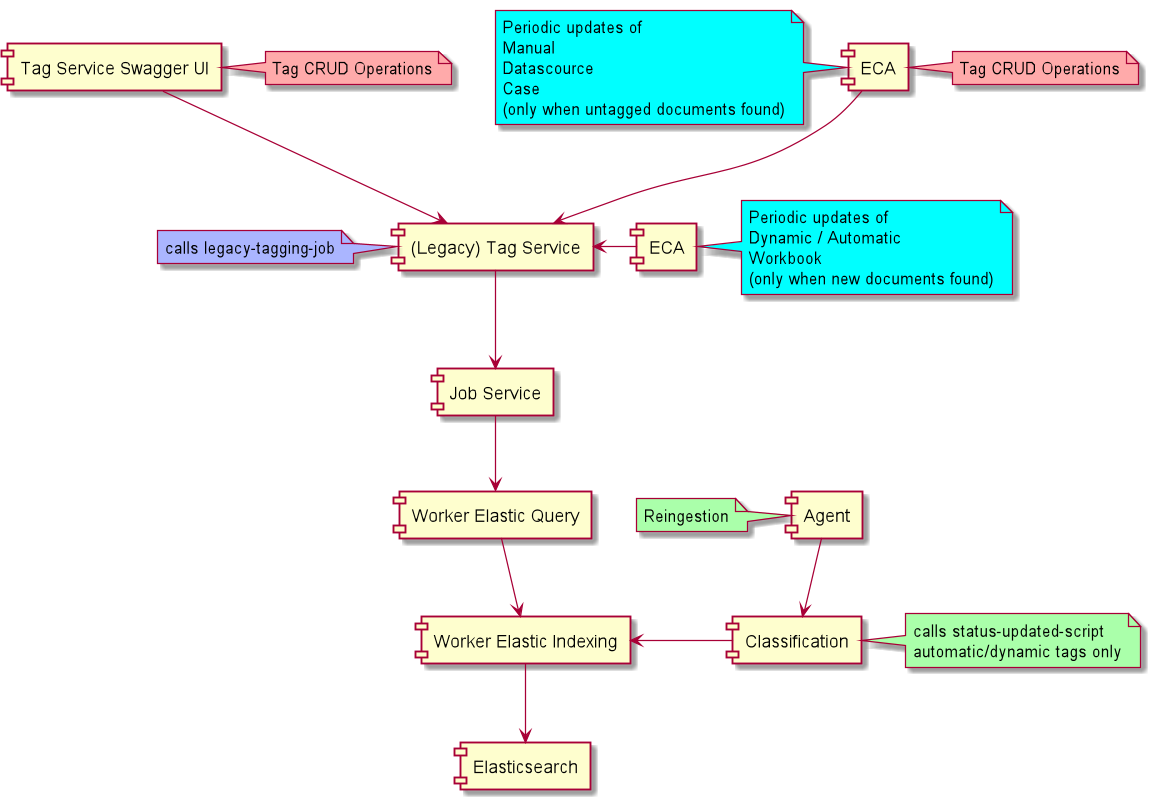 Periodic updates of
Manual
Datascource
Case
(only when untagged documents found)
Tag Service Swagger UI
Tag CRUD Operations
ECA
Tag CRUD Operations
calls legacy-tagging-job
(Legacy) Tag Service
ECA
Periodic updates of
Dynamic / Automatic
Workbook
(only when new documents found)
Job Service
Worker Elastic Query
Reingestion
Agent
Worker Elastic Indexing
Classification
calls status-updated-script
automatic/dynamic tags only
Elasticsearch